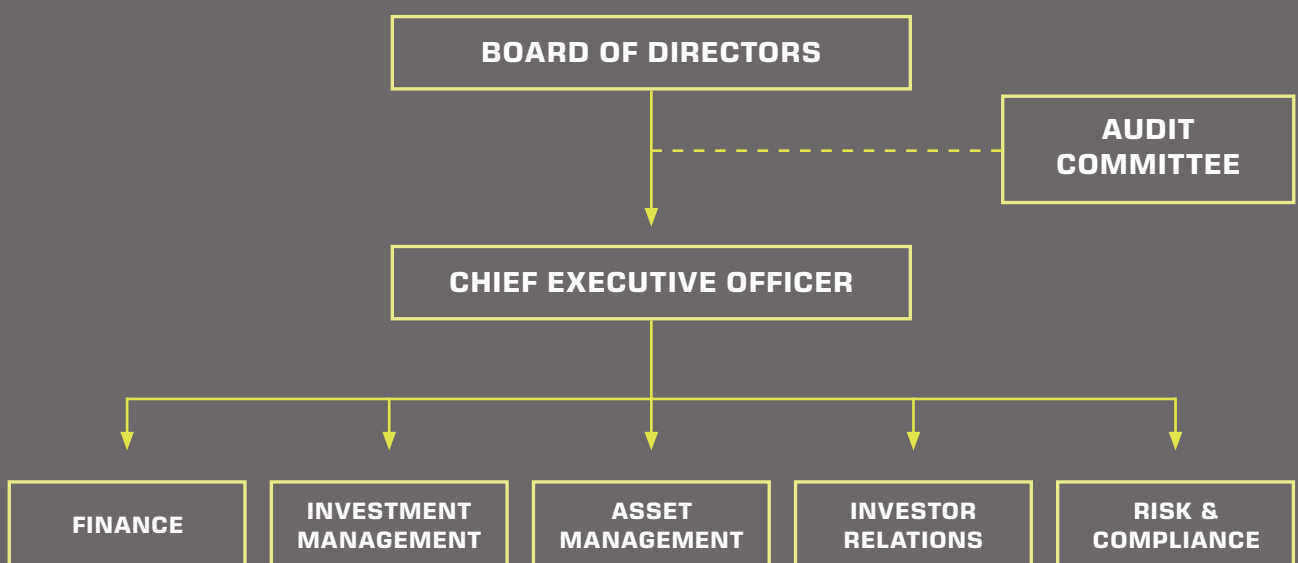 BOARD OF DIRECTORS
AUDIT
COMMITTEE
CHIEF EXECUTIVE OFFICER
FINANCE
INVESTMENT
MANAGEMENT
ASSET
MANAGEMENT
INVESTOR
RELATIONS
RISK &
COMPLIANCE